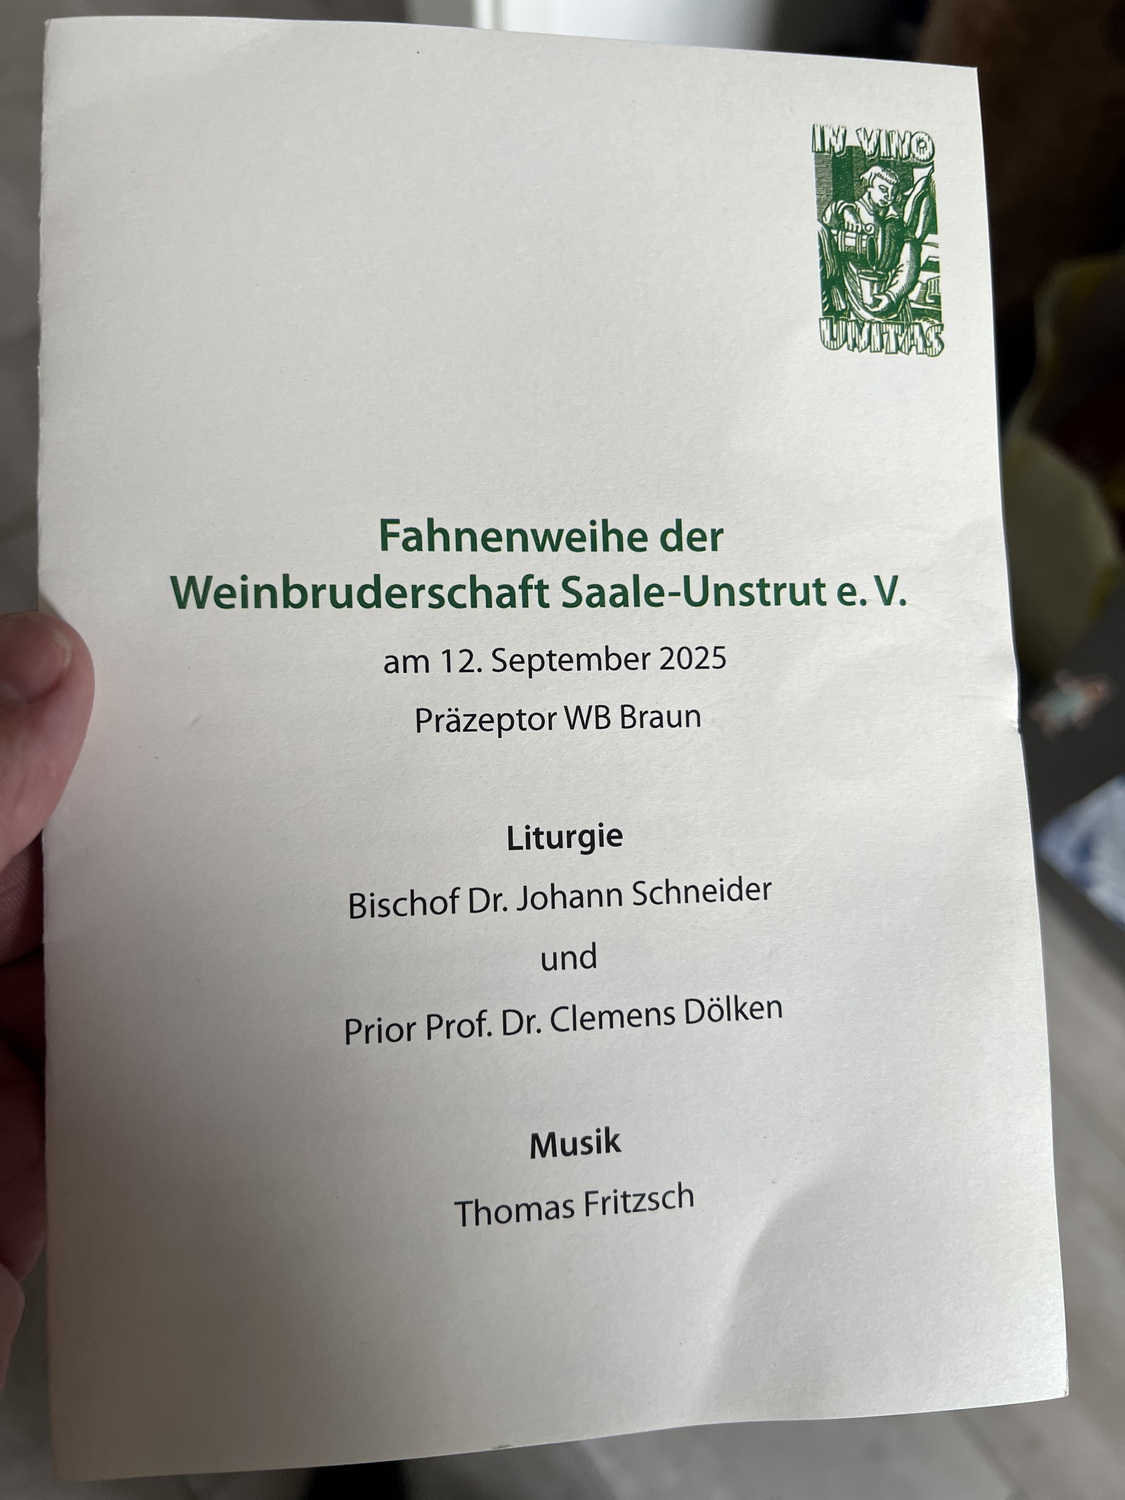 IN VINO
UNITAS
Fahnenweihe der
Weinbruderschaft Saale-Unstrut e. V.
am 12. September 2025
Präzeptor WB Braun
Liturgie
Bischof Dr. Johann Schneider
und
Prior Prof. Dr. Clemens Dölken
Musik
Thomas Fritzsch